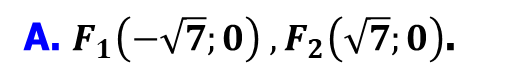 A. F₁(−√7; 0) , F₂(√7; 0).